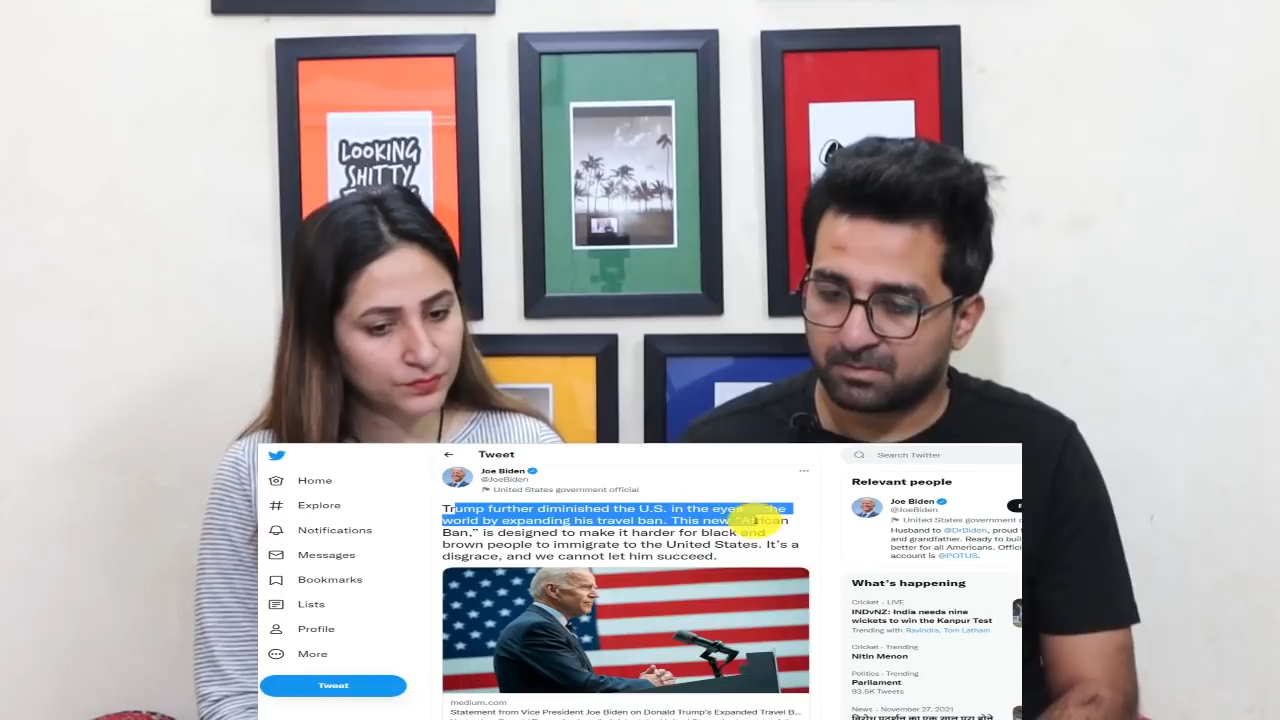 LOOKING
SHITTY
Tweet
Search Twitter
Joe Biden
@JoeBiden
United States government official
Home
Explore
Notifications
Messages
Bookmarks
Lists
Profile
More
Tweet
Trump further diminished the U.S. in the eyes the
world by expanding his travel ban. This new "African
Ban," is designed to make it harder for black and
brown people to immigrate to the United States. It's a
disgrace, and we cannot let him succeed.
medium.com
Statement from Vice President Joe Biden on Donald Trump's Expanded Travel B...
Relevant people
Joe Biden
@JoeBiden
United States government
Husband to @DrBiden, proud
and grandfather. Ready to buil
better for all Americans. Offici
account is @POTUS.
What's happening
Cricket - LIVE
INDvNZ: India needs nine
wickets to win the Kanpur Test
Trending with Ravindra, Tom Latham
Cricket - Trending
Nitin Menon
Politics - Trending
Parliament
93.5K Tweets
News - November 27, 2021